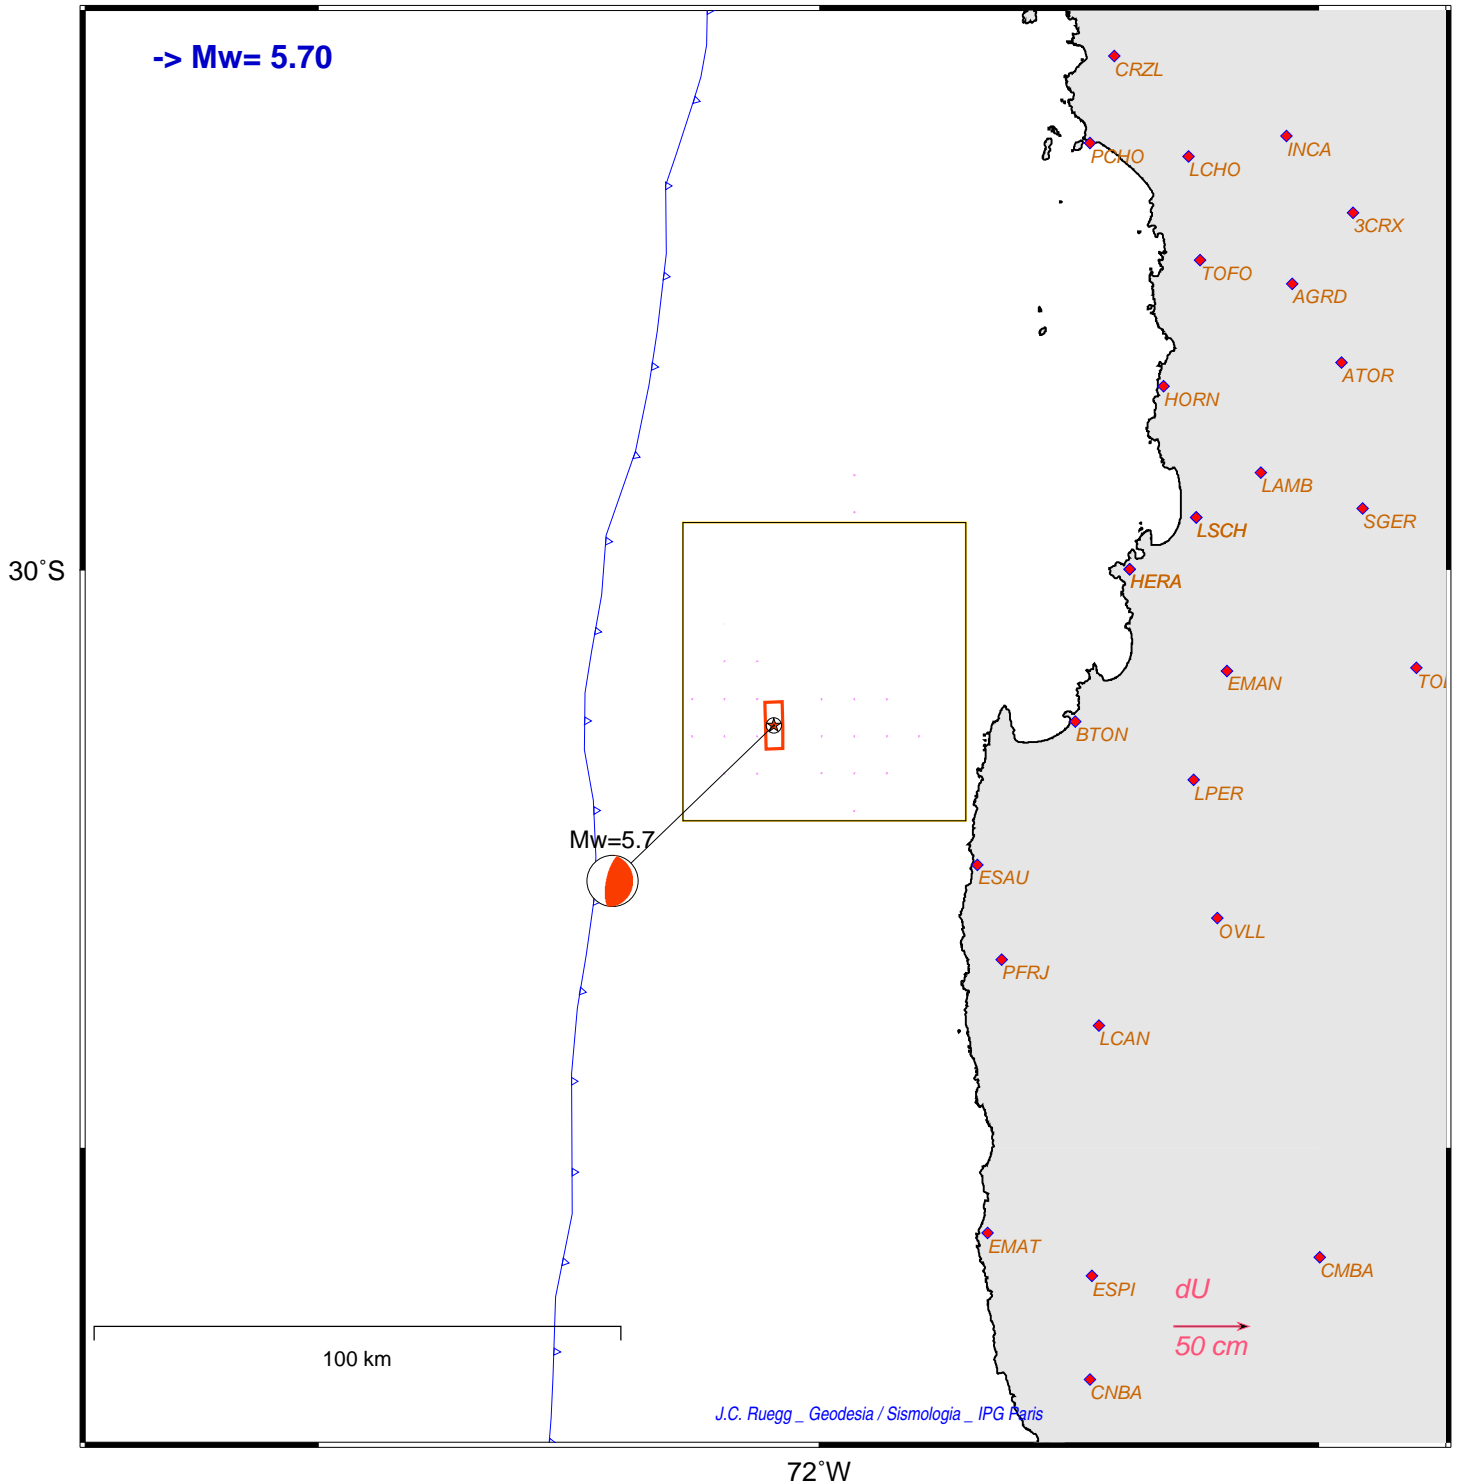 -> Mw= 5.70
CRZL
PCHO
LCHO
INCA
3CRX
TOFO
AGRD
ATOR
HORN
LAMB
SGER
LSCH
30°S
HERA
EMAN
BTON
LPER
Mw=5.7
ESAU
OVLL
PFRJ
LCAN
EMAT
ESPI
CMBA
dU
50 cm
100 km
CNBA
J.C. Ruegg _ Geodesia / Sismologia _ IPG Paris
72°W